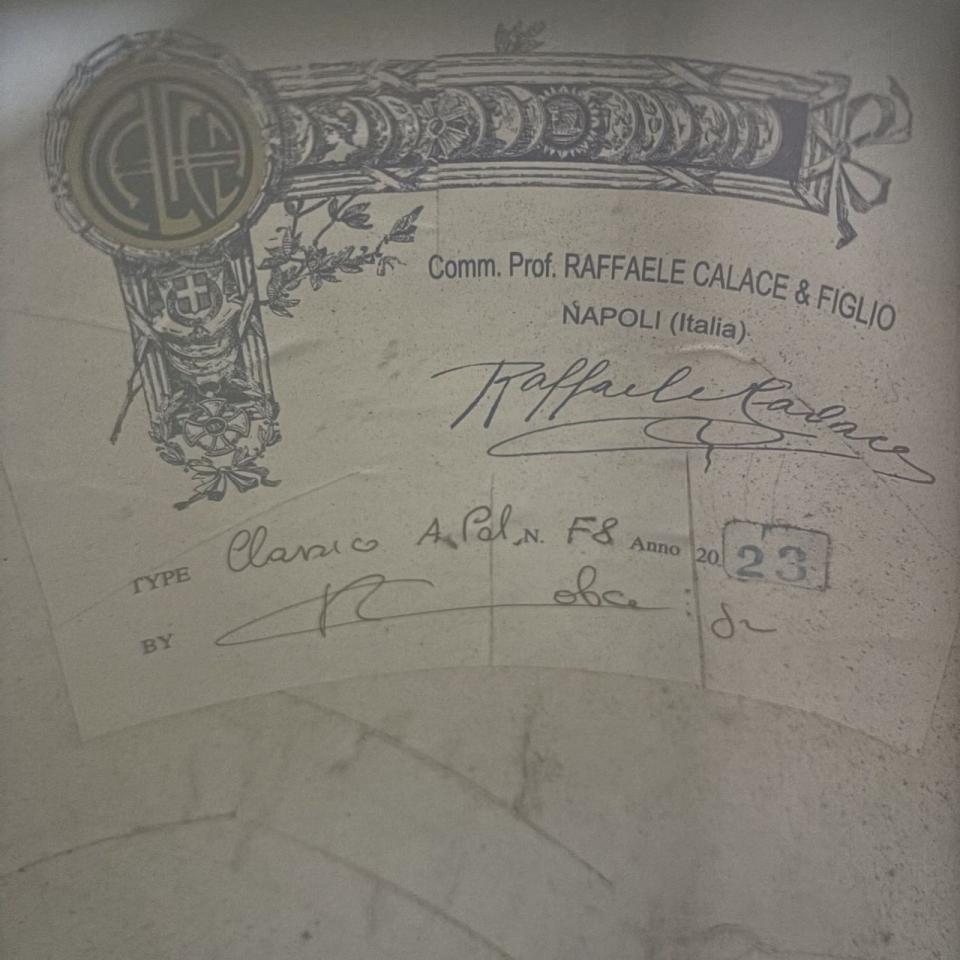 Comm. Prof. RAFFAELE CALACE & FIGLIO
NAPOLI (Italia)
Raffaele Calace
TYPE Classico A. Pal. N. F8 Anno 2023
BY